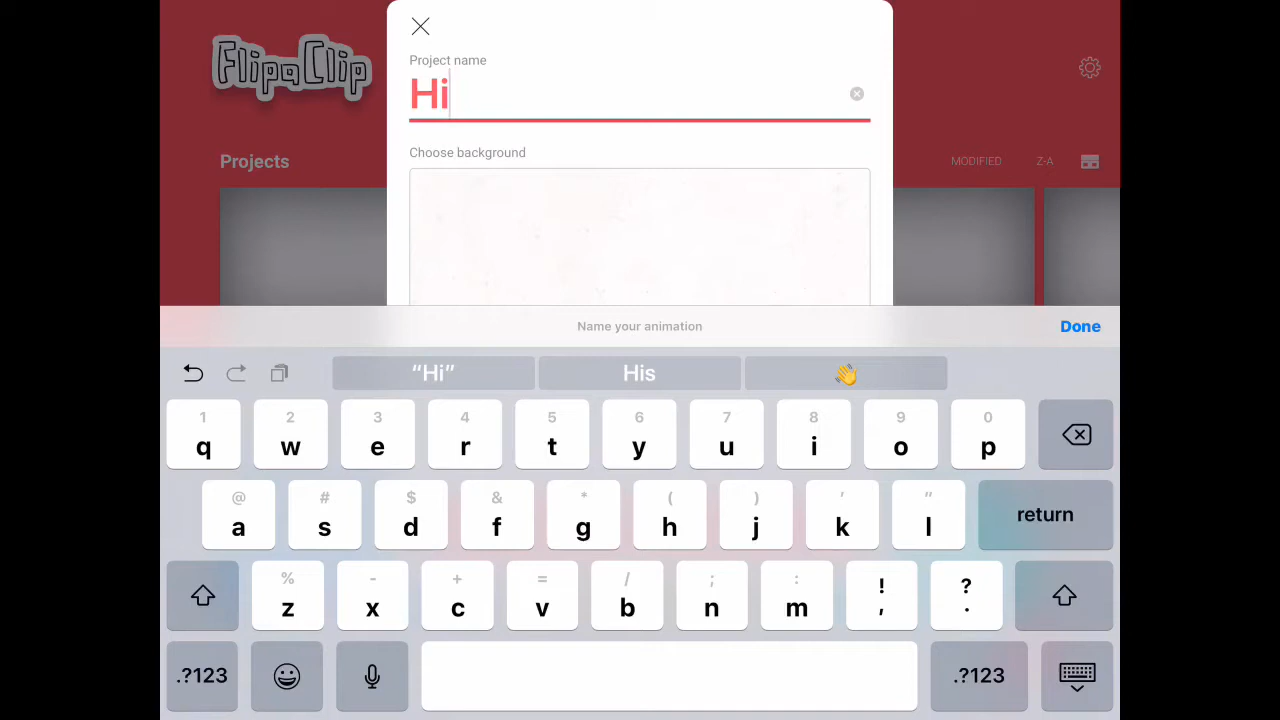 FlipaClip
Project name
Hi
Projects
MODIFIED Z-A
Choose background
Name your animation
Done
“Hi” His 👋
1 2 3 4 5 6 7 8 9 0
q w e r t y u i o p
@ # $ & * ( ) ' "
a s d f g h j k l return
% - + = / ; : ! ?
z x c v b n m , .
.?123 .?123